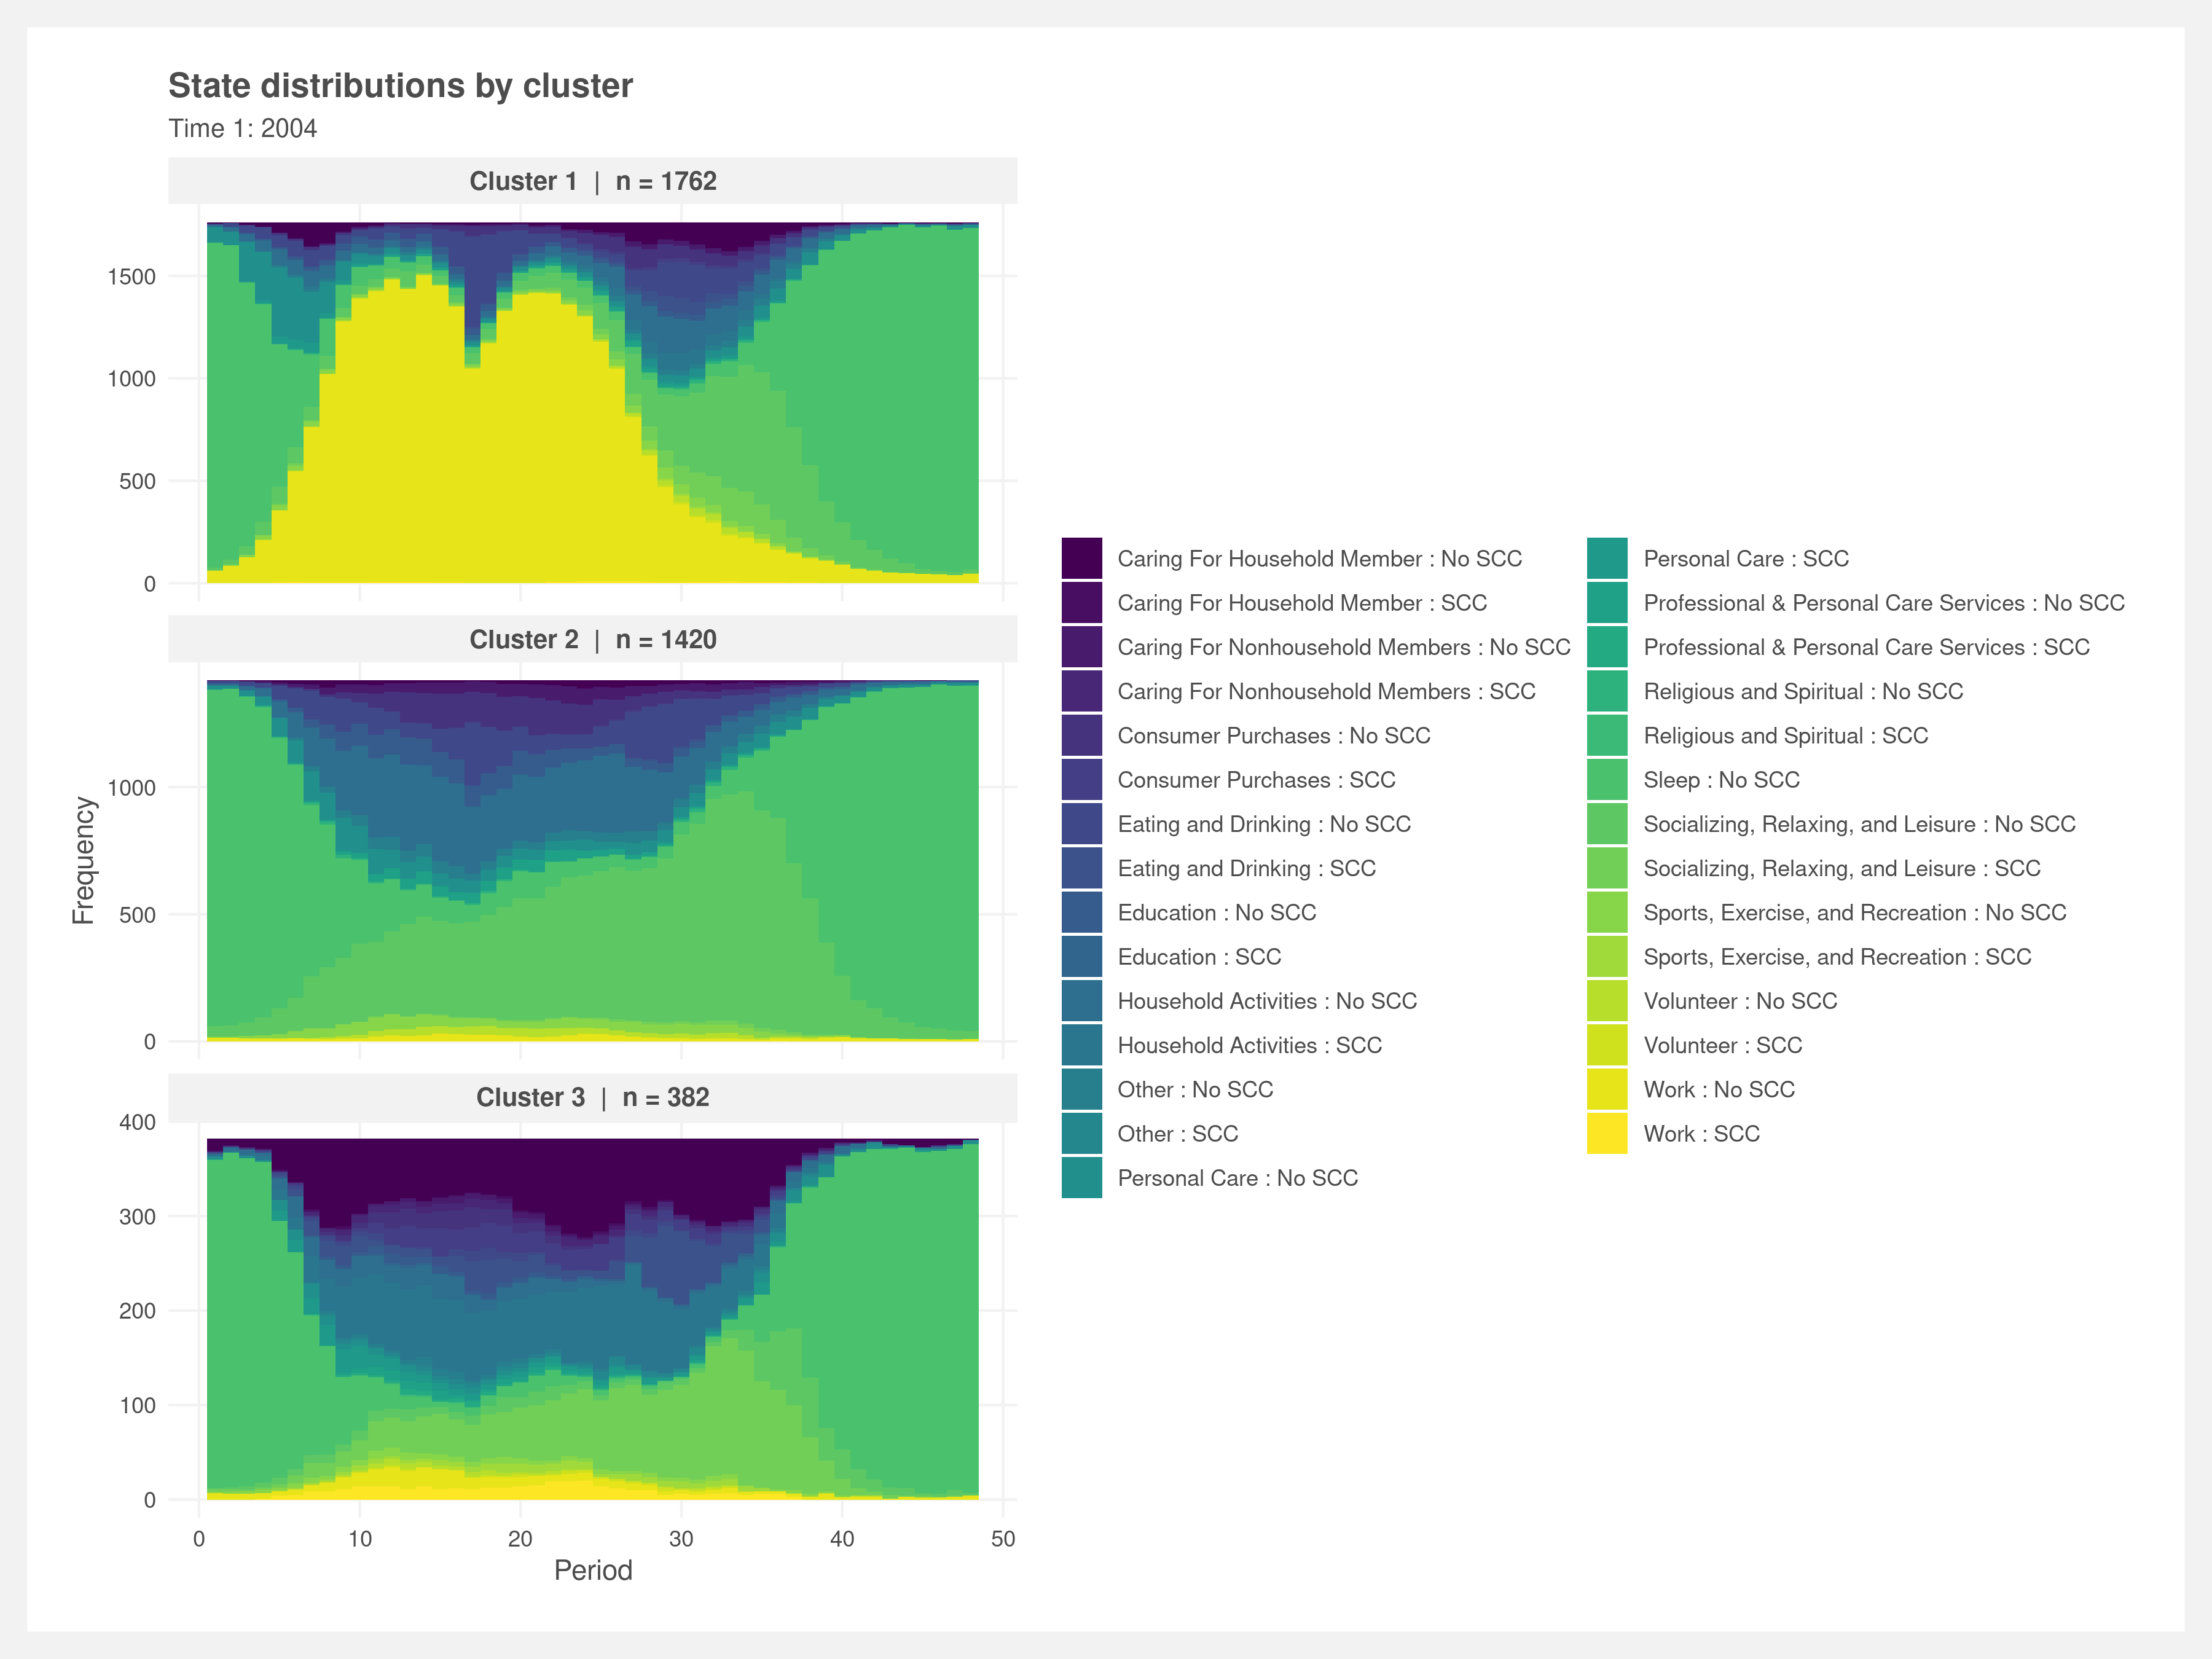 State distributions by cluster
Time 1: 2004
Cluster 1 | n = 1762
1500
1000
500
0
Cluster 2 | n = 1420
1000
500
0
Cluster 3 | n = 382
400
300
200
100
0
0 10 20 30 40 50
Period
Frequency
Caring For Household Member : No SCC
Caring For Household Member : SCC
Caring For Nonhousehold Members : No SCC
Caring For Nonhousehold Members : SCC
Consumer Purchases : No SCC
Consumer Purchases : SCC
Eating and Drinking : No SCC
Eating and Drinking : SCC
Education : No SCC
Education : SCC
Household Activities : No SCC
Household Activities : SCC
Other : No SCC
Other : SCC
Personal Care : No SCC
Personal Care : SCC
Professional & Personal Care Services : No SCC
Professional & Personal Care Services : SCC
Religious and Spiritual : No SCC
Religious and Spiritual : SCC
Sleep : No SCC
Socializing, Relaxing, and Leisure : No SCC
Socializing, Relaxing, and Leisure : SCC
Sports, Exercise, and Recreation : No SCC
Sports, Exercise, and Recreation : SCC
Volunteer : No SCC
Volunteer : SCC
Work : No SCC
Work : SCC